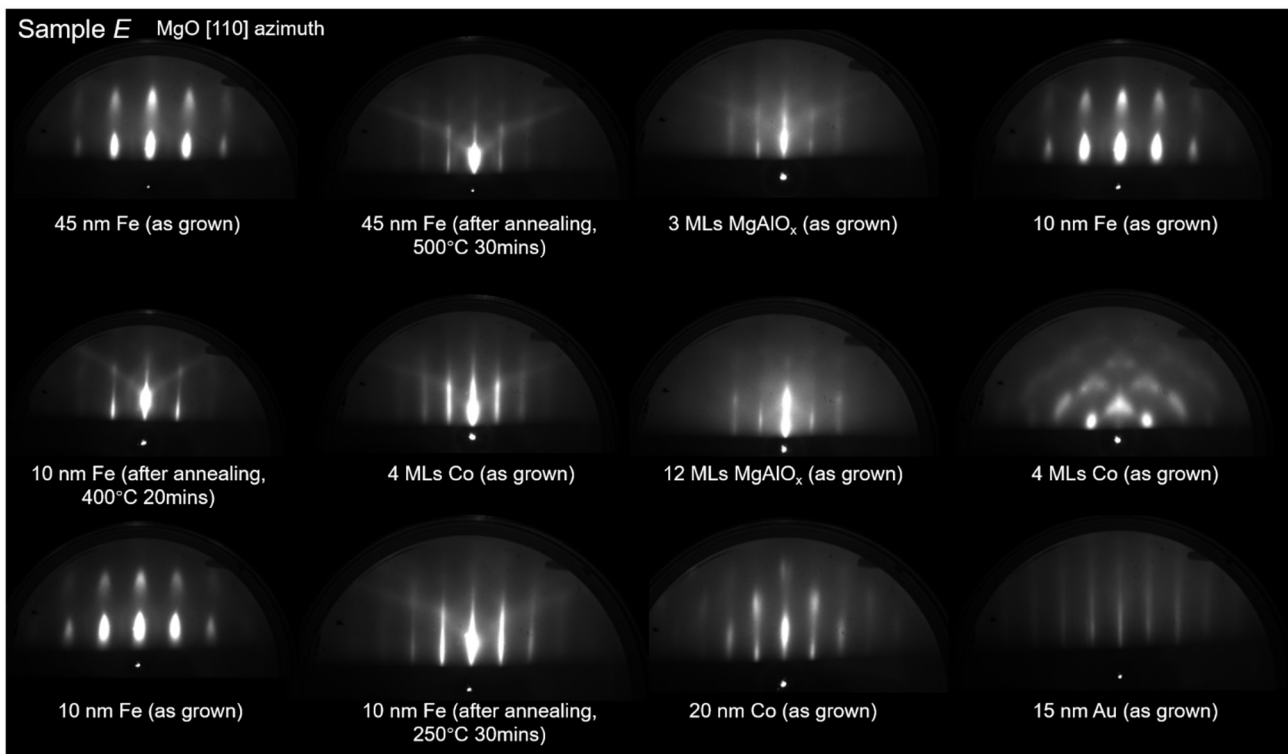 Sample E MgO [110] azimuth
45 nm Fe (as grown)
45 nm Fe (after annealing,
500°C 30mins)
3 MLs MgAlOx (as grown)
10 nm Fe (as grown)
10 nm Fe (after annealing,
400°C 20mins)
4 MLs Co (as grown)
12 MLs MgAlOx (as grown)
4 MLs Co (as grown)
10 nm Fe (as grown)
10 nm Fe (after annealing,
250°C 30mins)
20 nm Co (as grown)
15 nm Au (as grown)